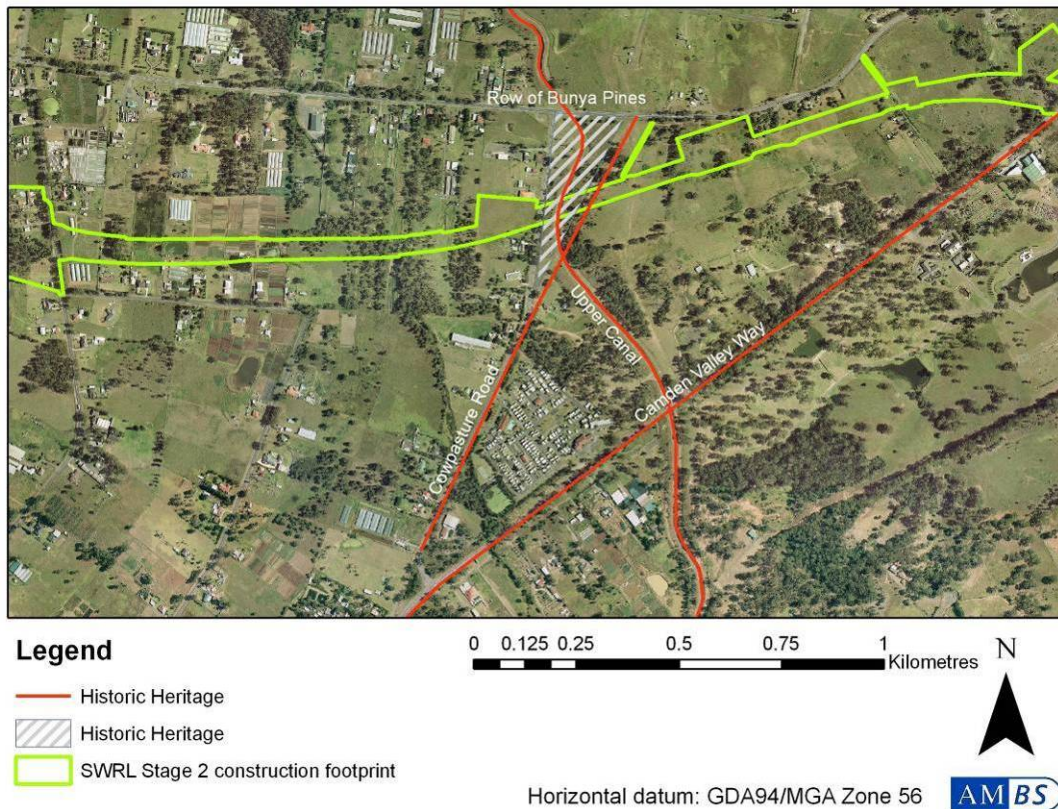 Row of Bunya Pines
Upper Canal
Camden Valley Way
Cowpasture Road
Legend
Historic Heritage
Historic Heritage
SWRL Stage 2 construction footprint
0 0.125 0.25 0.5 0.75 1
Kilometres
N
Horizontal datum: GDA94/MGA Zone 56
AMBS